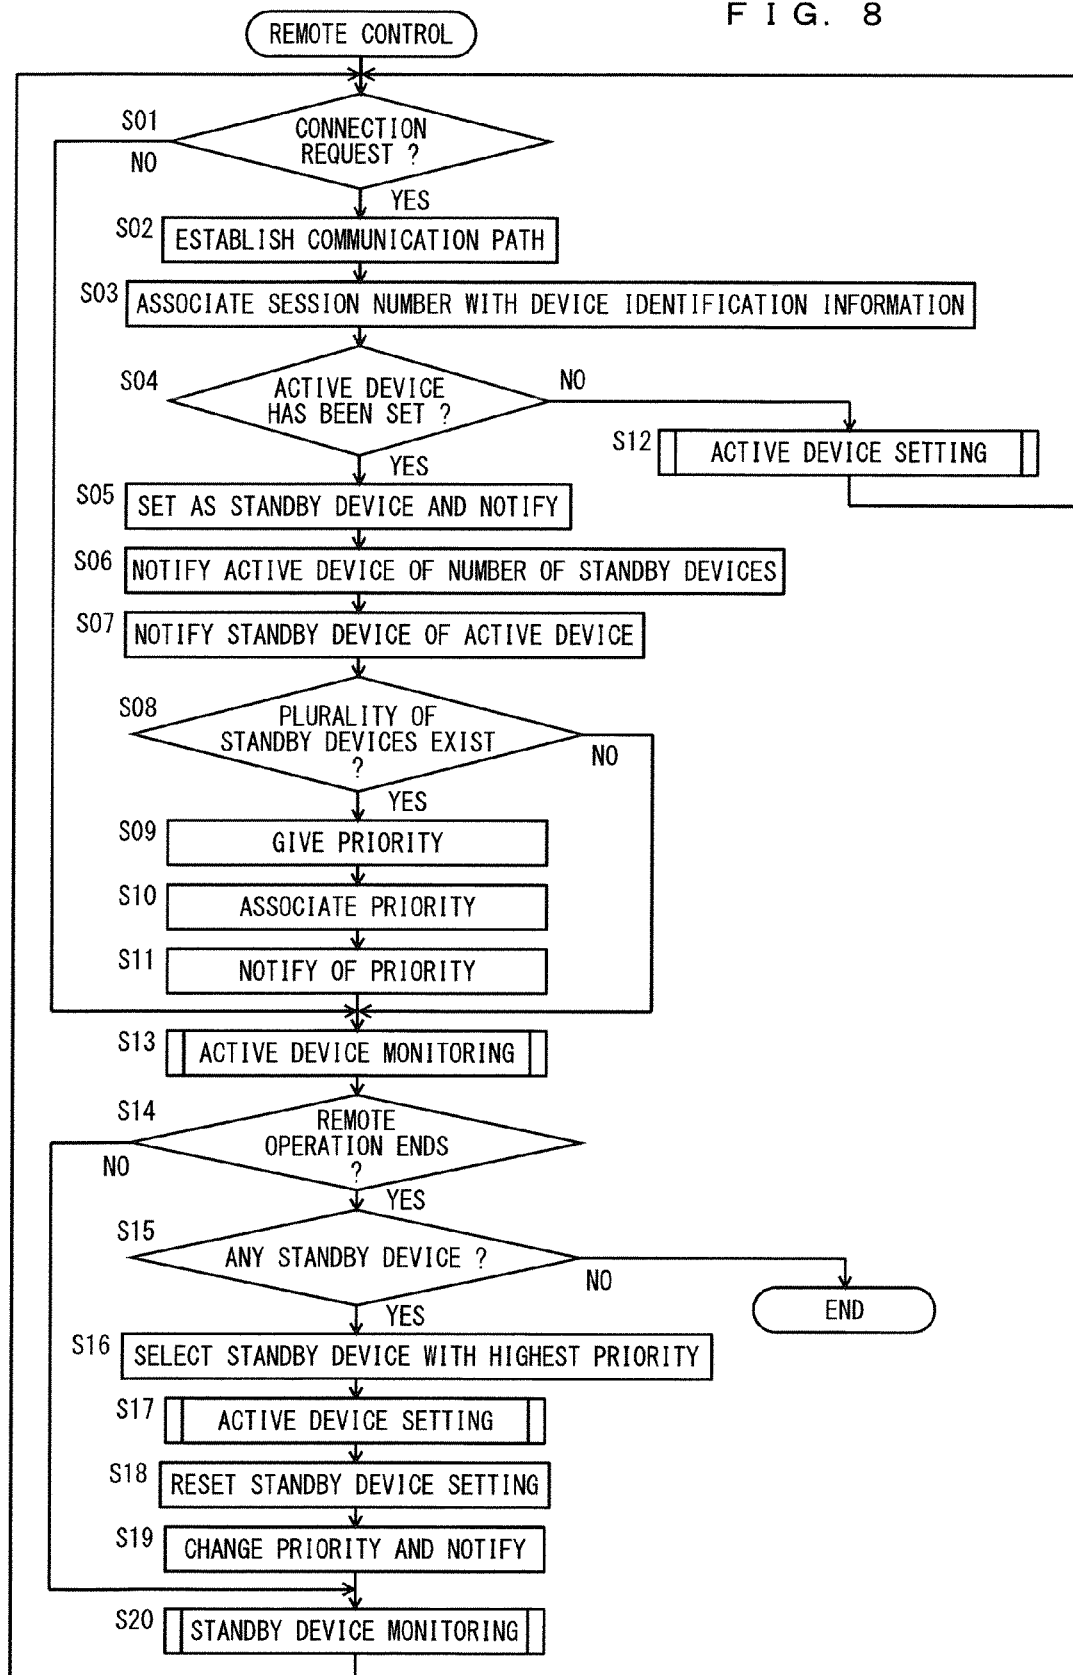 F I G. 8
REMOTE CONTROL
S01
CONNECTION
REQUEST ?
NO
YES
S02
ESTABLISH COMMUNICATION PATH
S03
ASSOCIATE SESSION NUMBER WITH DEVICE IDENTIFICATION INFORMATION
S04
ACTIVE DEVICE
HAS BEEN SET ?
NO
YES
S12
ACTIVE DEVICE SETTING
S05
SET AS STANDBY DEVICE AND NOTIFY
S06
NOTIFY ACTIVE DEVICE OF NUMBER OF STANDBY DEVICES
S07
NOTIFY STANDBY DEVICE OF ACTIVE DEVICE
S08
PLURALITY OF
STANDBY DEVICES EXIST
?
NO
YES
S09
GIVE PRIORITY
S10
ASSOCIATE PRIORITY
S11
NOTIFY OF PRIORITY
S13
ACTIVE DEVICE MONITORING
S14
REMOTE
OPERATION ENDS
?
NO
YES
S15
ANY STANDBY DEVICE ?
NO
YES
END
S16
SELECT STANDBY DEVICE WITH HIGHEST PRIORITY
S17
ACTIVE DEVICE SETTING
S18
RESET STANDBY DEVICE SETTING
S19
CHANGE PRIORITY AND NOTIFY
S20
STANDBY DEVICE MONITORING